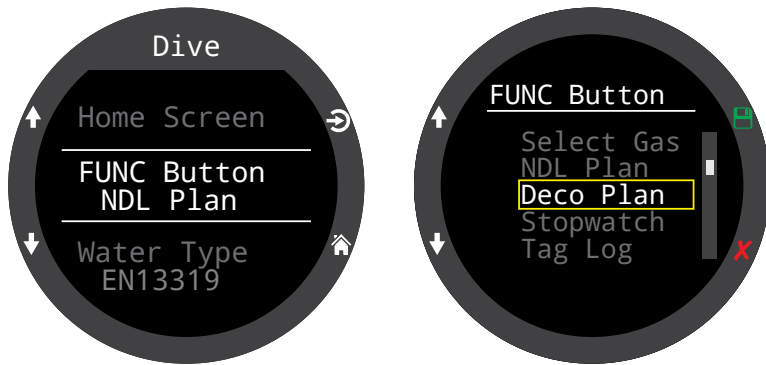 Dive
Home Screen
FUNC Button
NDL Plan
Water Type
EN13319
FUNC Button
Select Gas
NDL Plan
Deco Plan
Stopwatch
Tag Log